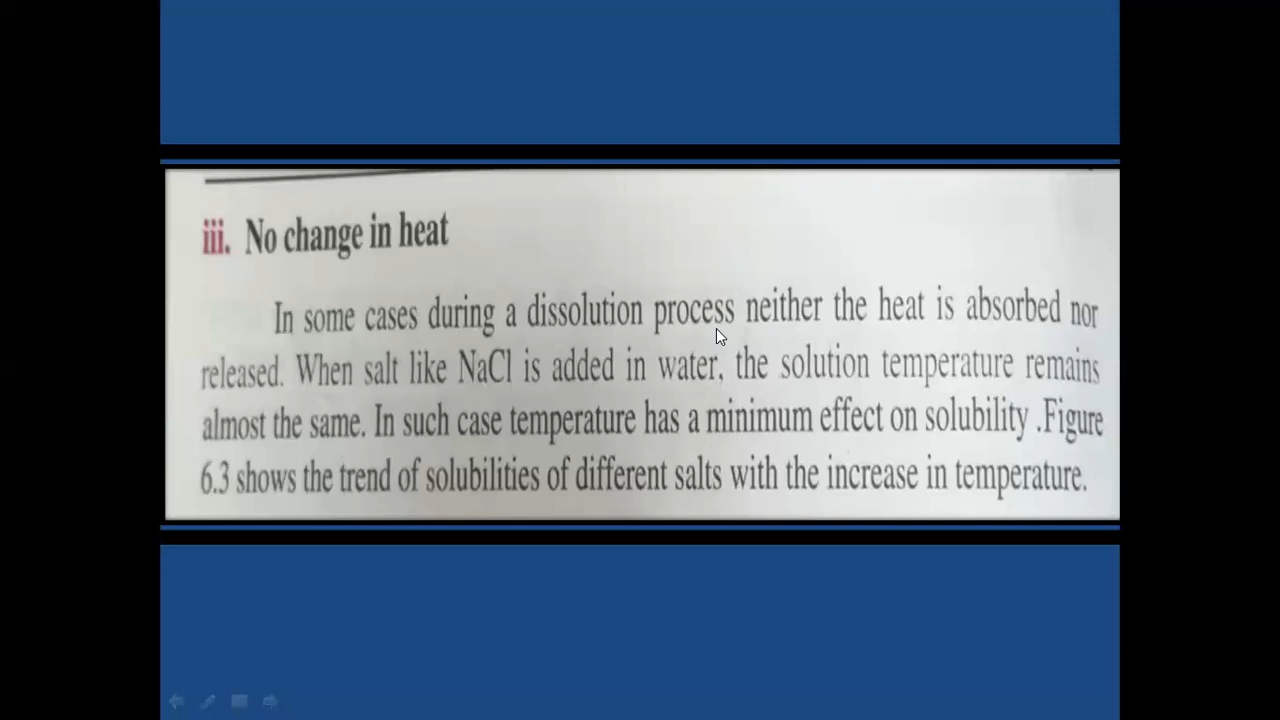 iii. No change in heat
In some cases during a dissolution process neither the heat is absorbed nor
released. When salt like NaCl is added in water, the solution temperature remains
almost the same. In such case temperature has a minimum effect on solubility .Figure
6.3 shows the trend of solubilities of different salts with the increase in temperature.